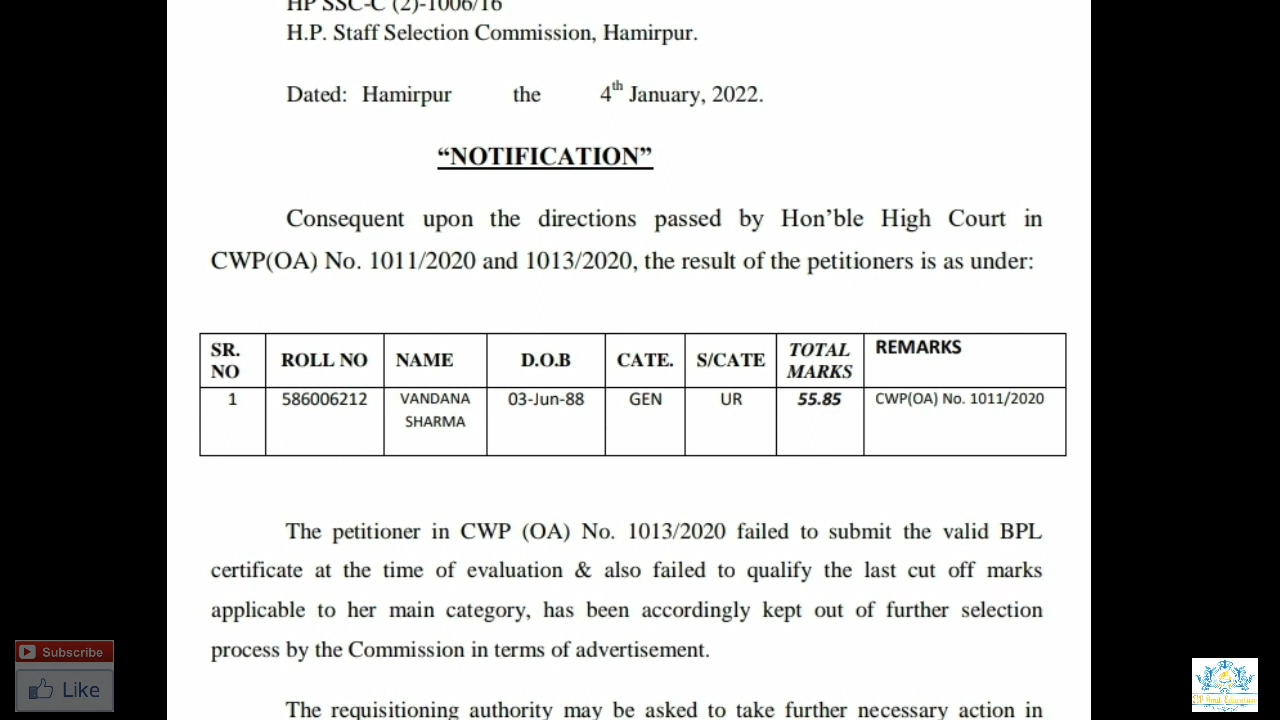 HP SSC-C (2)-1006/16
H.P. Staff Selection Commission, Hamirpur.
Dated: Hamirpur the 4th January, 2022.
“NOTIFICATION”
Consequent upon the directions passed by Hon’ble High Court in
CWP(OA) No. 1011/2020 and 1013/2020, the result of the petitioners is as under:
SR. NO ROLL NO NAME D.O.B CATE. S/CATE TOTAL MARKS REMARKS
1 586006212 VANDANA SHARMA 03-Jun-88 GEN UR 55.85 CWP(OA) No. 1011/2020
The petitioner in CWP (OA) No. 1013/2020 failed to submit the valid BPL
certificate at the time of evaluation & also failed to qualify the last cut off marks
applicable to her main category, has been accordingly kept out of further selection
process by the Commission in terms of advertisement.
The requisitioning authority may be asked to take further necessary action in
Subscribe
Like